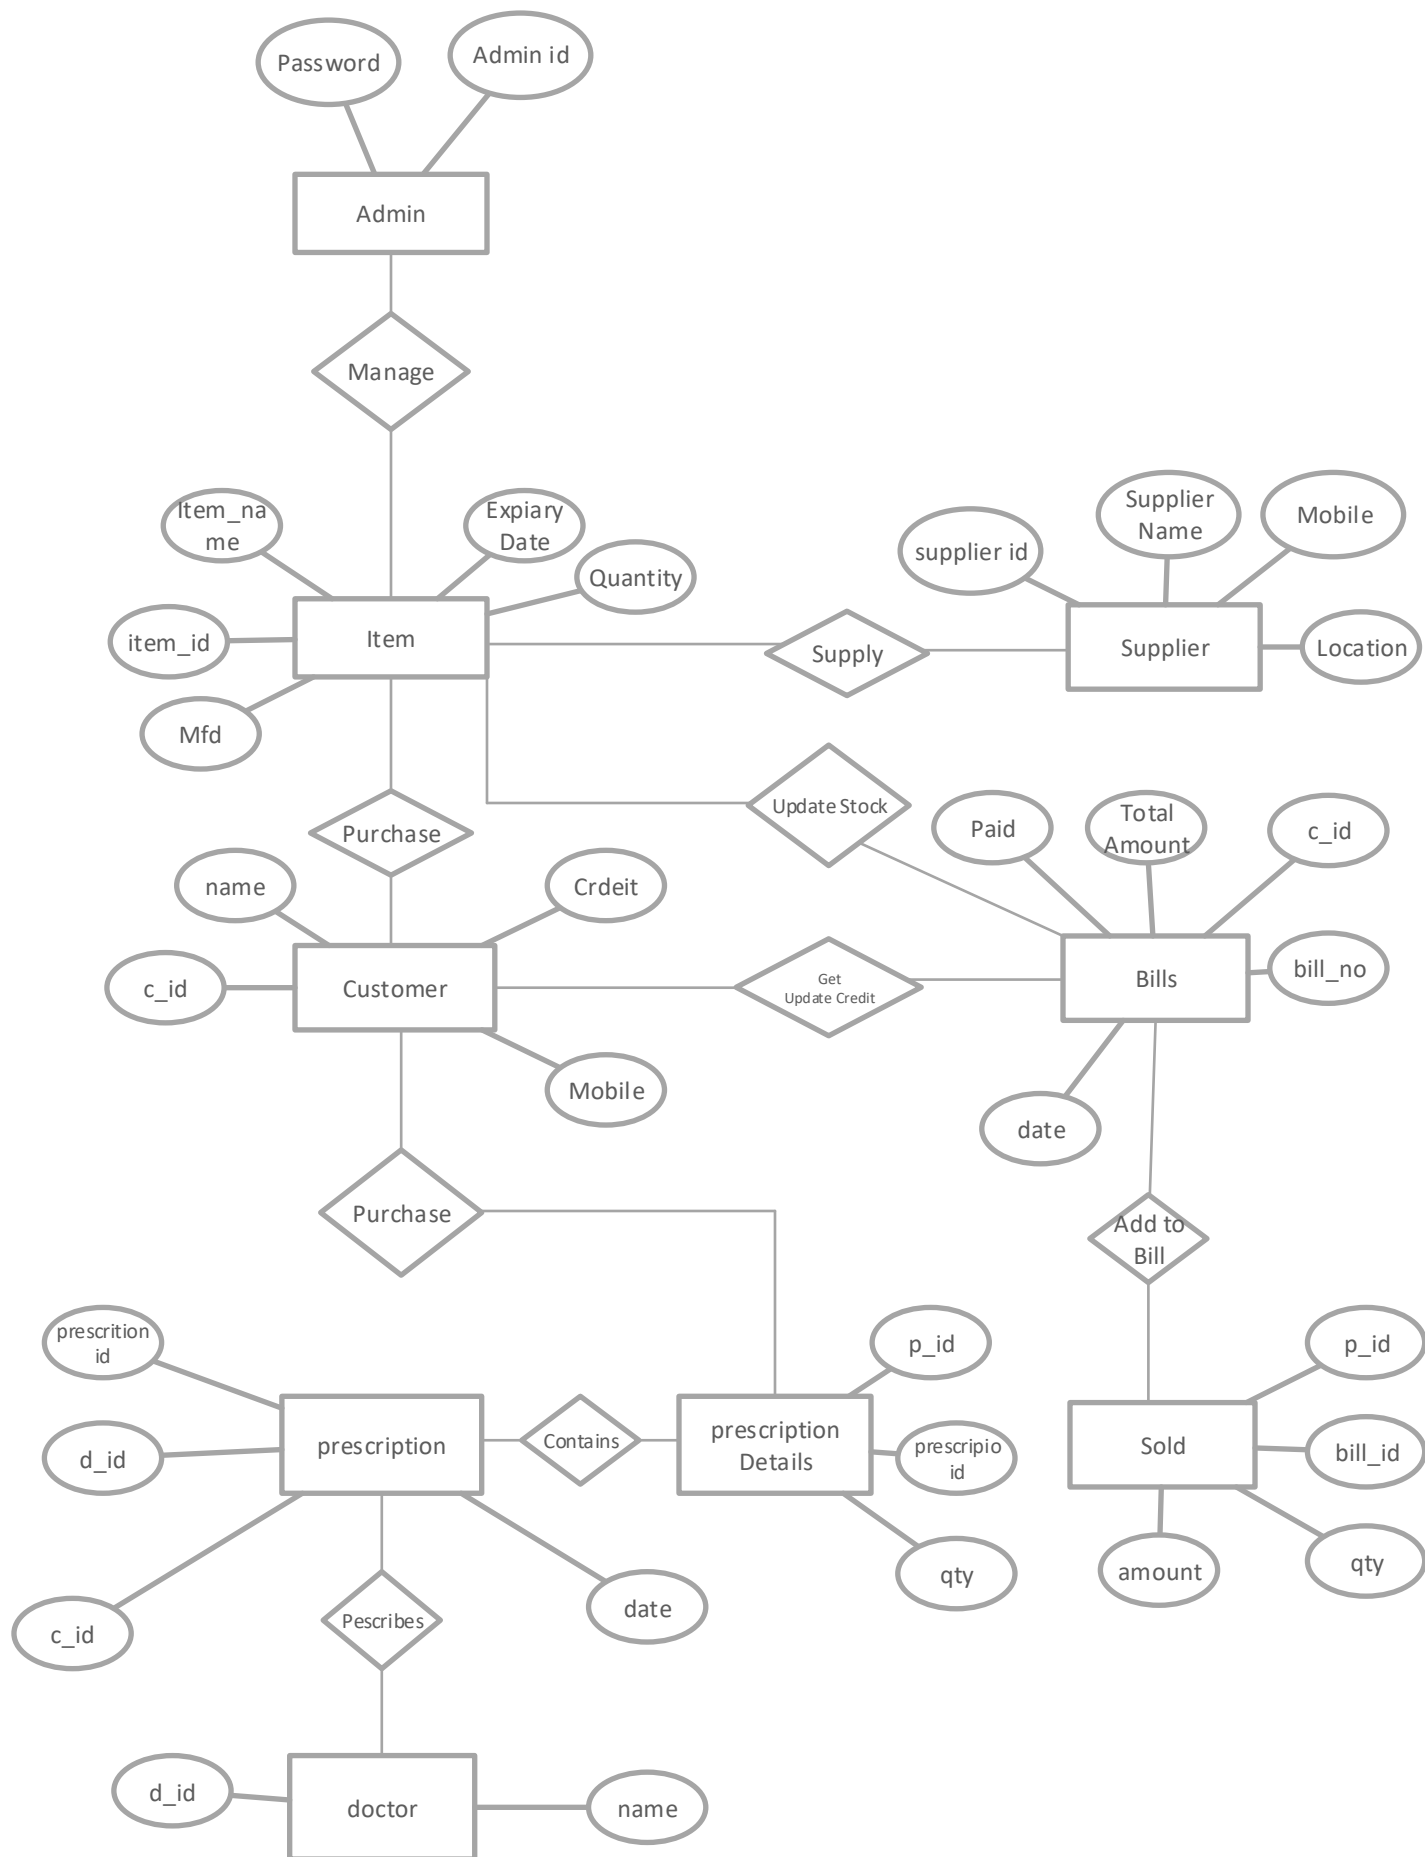 Password
Admin id
Admin
Manage
Item_na
me
Expiary
Date
Quantity
item_id
Item
Mfd
Supplier
Name
Mobile
supplier id
Supply
Supplier
Location
Purchase
Update Stock
Paid
Total
Amount
c_id
name
Crdeit
c_id
Customer
Get
Update Credit
Bills
bill_no
Mobile
date
Purchase
Add to
Bill
prescrition
id
p_id
p_id
d_id
prescription
Contains
prescription
Details
prescripio
id
Sold
bill_id
qty
amount
qty
c_id
Pescribes
date
d_id
doctor
name